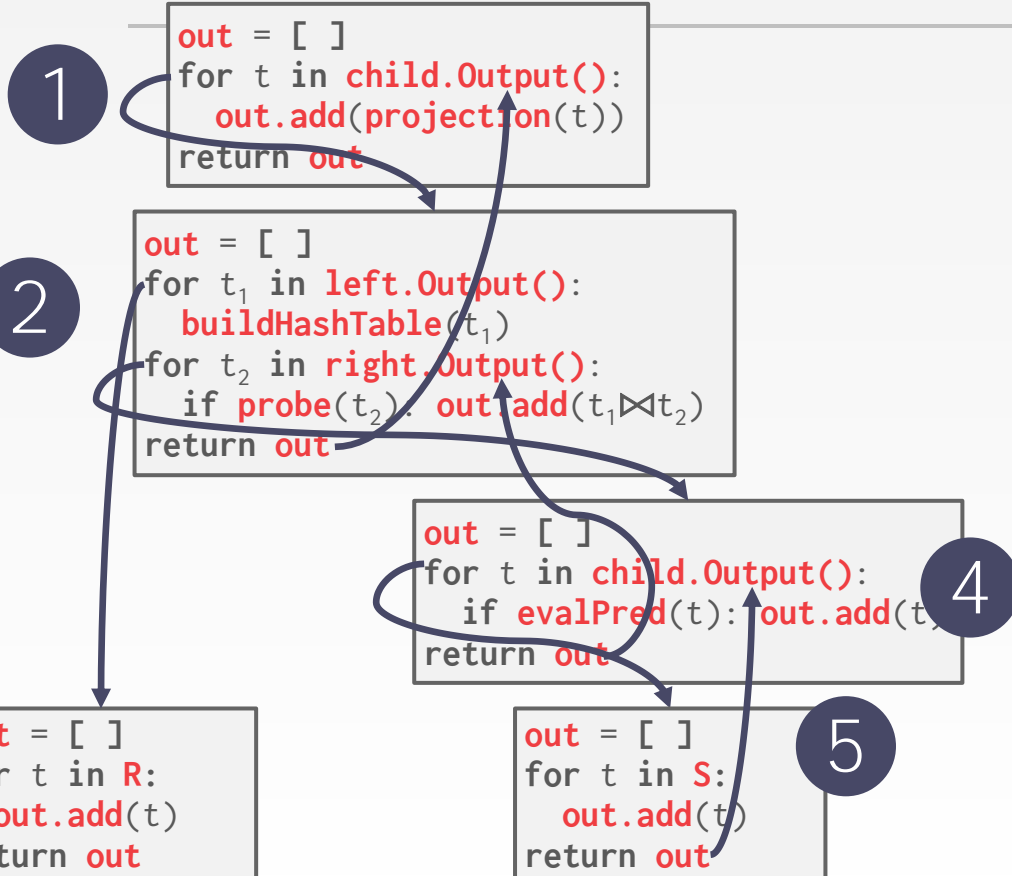 1
out = [ ]
for t in child.Output():
out.add(projection(t))
return out
2
out = [ ]
for t₁ in left.Output():
buildHashTable(t₁)
for t₂ in right.Output():
if probe(t₂): out.add(t₁⋈t₂)
return out
4
out = [ ]
for t in child.Output():
if evalPred(t): out.add(t
return out
t = [ ]
r t in R:
out.add(t)
turn out
5
out = [ ]
for t in S:
out.add(t)
return out